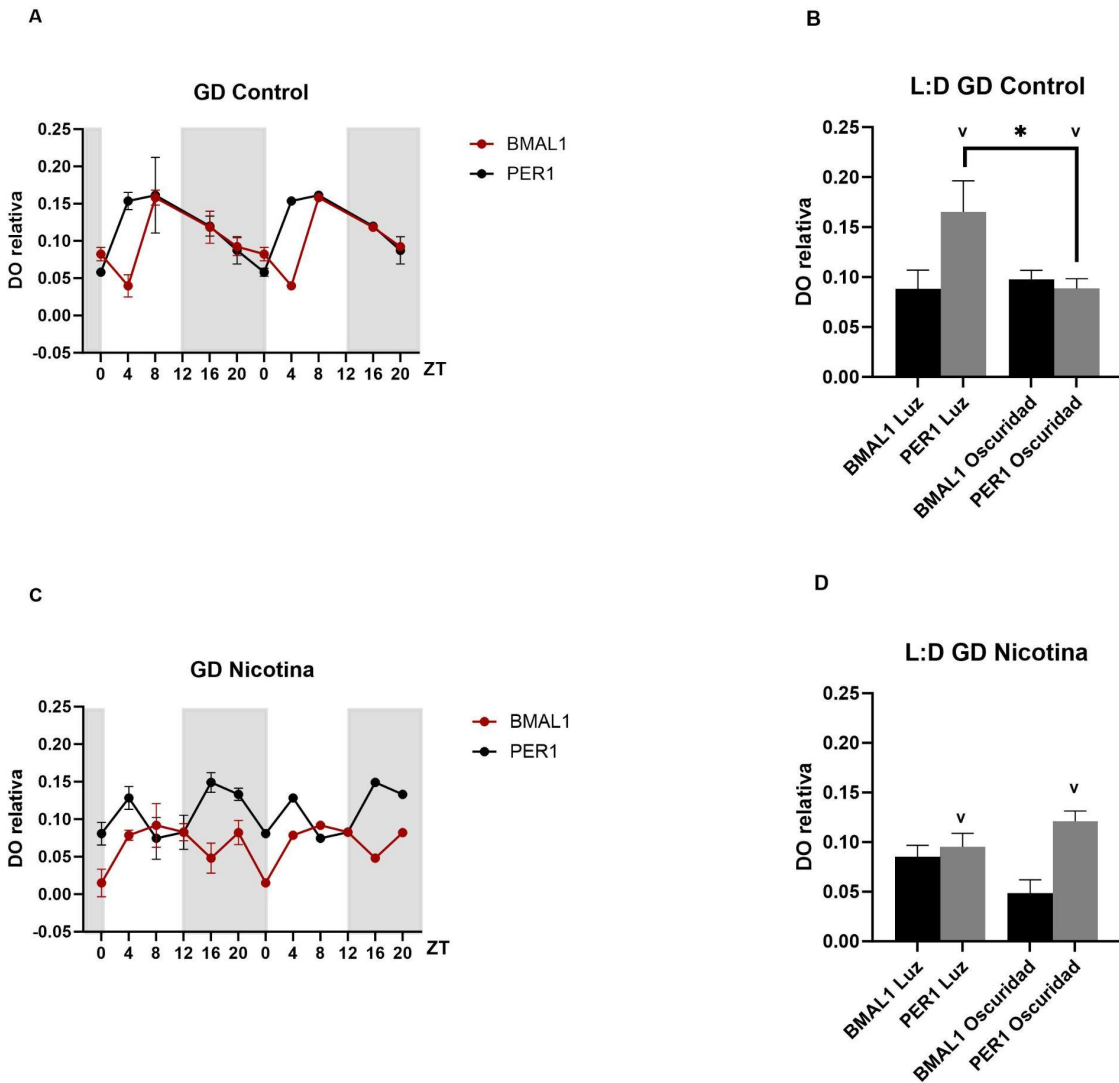 A
GD Control
DO relativa
0.25
0.20
0.15
0.10
0.05
0.00
-0.05
0 4 8 12 16 20 0 4 8 12 16 20 ZT
BMAL1
PER1
B
L:D GD Control
v * v
DO relativa
0.25
0.20
0.15
0.10
0.05
0.00
BMAL1 Luz
PER1 Luz
BMAL1 Oscuridad
PER1 Oscuridad
C
GD Nicotina
DO relativa
0.25
0.20
0.15
0.10
0.05
0.00
-0.05
0 4 8 12 16 20 0 4 8 12 16 20 ZT
BMAL1
PER1
D
L:D GD Nicotina
v
v
DO relativa
0.25
0.20
0.15
0.10
0.05
0.00
BMAL1 Luz
PER1 Luz
BMAL1 Oscuridad
PER1 Oscuridad